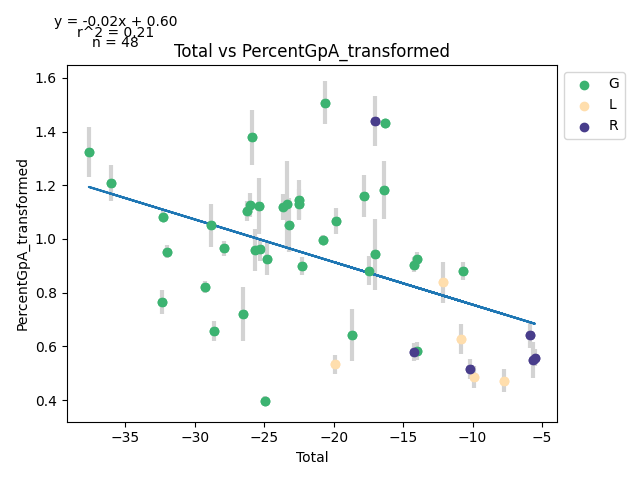 y = -0.02x + 0.60
r^2 = 0.21
n = 48
Total vs PercentGpA_transformed
1.6
1.4
1.2
1.0
0.8
0.6
0.4
PercentGpA_transformed
−35
−30
−25
−20
−15
−10
−5
Total
G
L
R